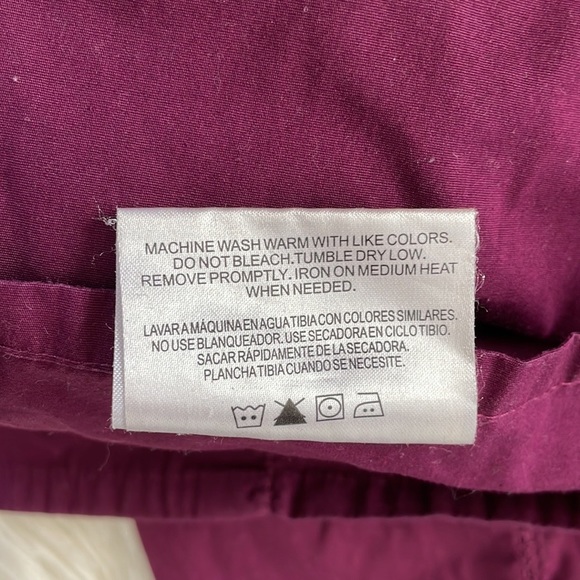 MACHINE WASH WARM WITH LIKE COLORS.
DO NOT BLEACH.TUMBLE DRY LOW.
REMOVE PROMPTLY. IRON ON MEDIUM HEAT
WHEN NEEDED.
LAVAR A MÁQUINA EN AGUA TIBIA CON COLORES SIMILARES.
NO USE BLANQUEADOR. USE SECADORA EN CICLO TIBIO.
SACAR RÁPIDAMENTE DE LA SECADORA.
PLANCHA TIBIA CUANDO SE NECESITE.